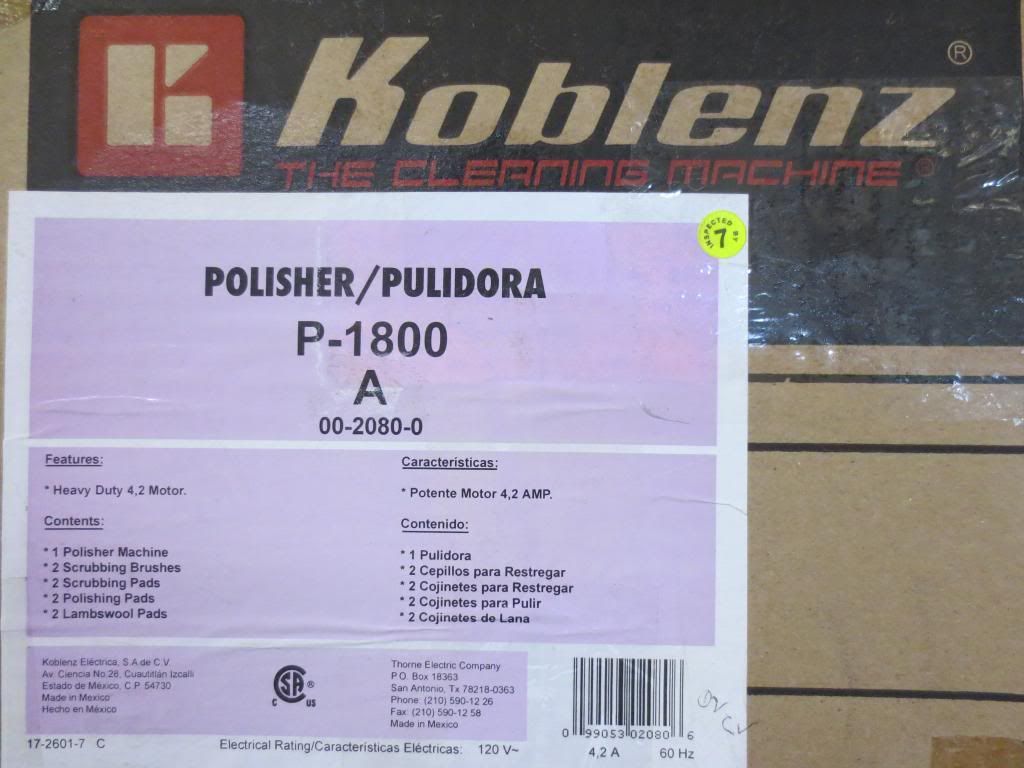 Koblenz ®
THE CLEANING MACHINE ®
INSPECTED BY
7
POLISHER/PULIDORA
P-1800
A
00-2080-0
Features:
* Heavy Duty 4,2 Motor.
Contents:
* 1 Polisher Machine
* 2 Scrubbing Brushes
* 2 Scrubbing Pads
* 2 Polishing Pads
* 2 Lambswool Pads
Características:
* Potente Motor 4,2 AMP.
Contenido:
* 1 Pulidora
* 2 Cepillos para Restregar
* 2 Cojinetes para Restregar
* 2 Cojinetes para Pulir
* 2 Cojinetes de Lana
Koblenz Eléctrica, S.A de C.V.
Av. Ciencia No.28, Cuautitlán Izcalli
Estado de México, C.P. 54730
Made in Mexico
Hecho en México
SA ®
C US
Thorne Electric Company
P.O. Box 18363
San Antonio, Tx 78218-0363
Phone: (210) 590-12 26
Fax: (210) 590-12 58
Made in Mexico
0 99053 02080 6
17-2601-7 C
Electrical Rating/Características Eléctricas: 120 V~ 4,2 A 60 Hz